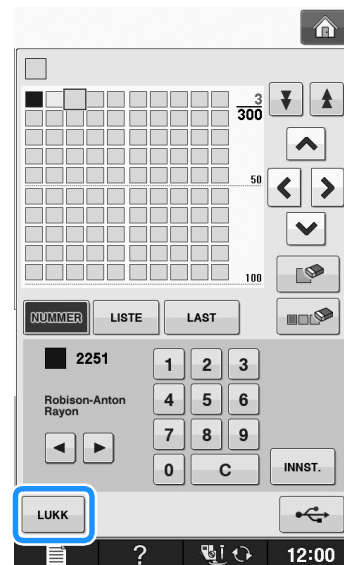 3
300
50
100
NUMMER LISTE LAST
2251
Robison-Anton
Rayon
1 2 3
4 5 6
7 8 9
0 C
INNST.
LUKK
? 12:00